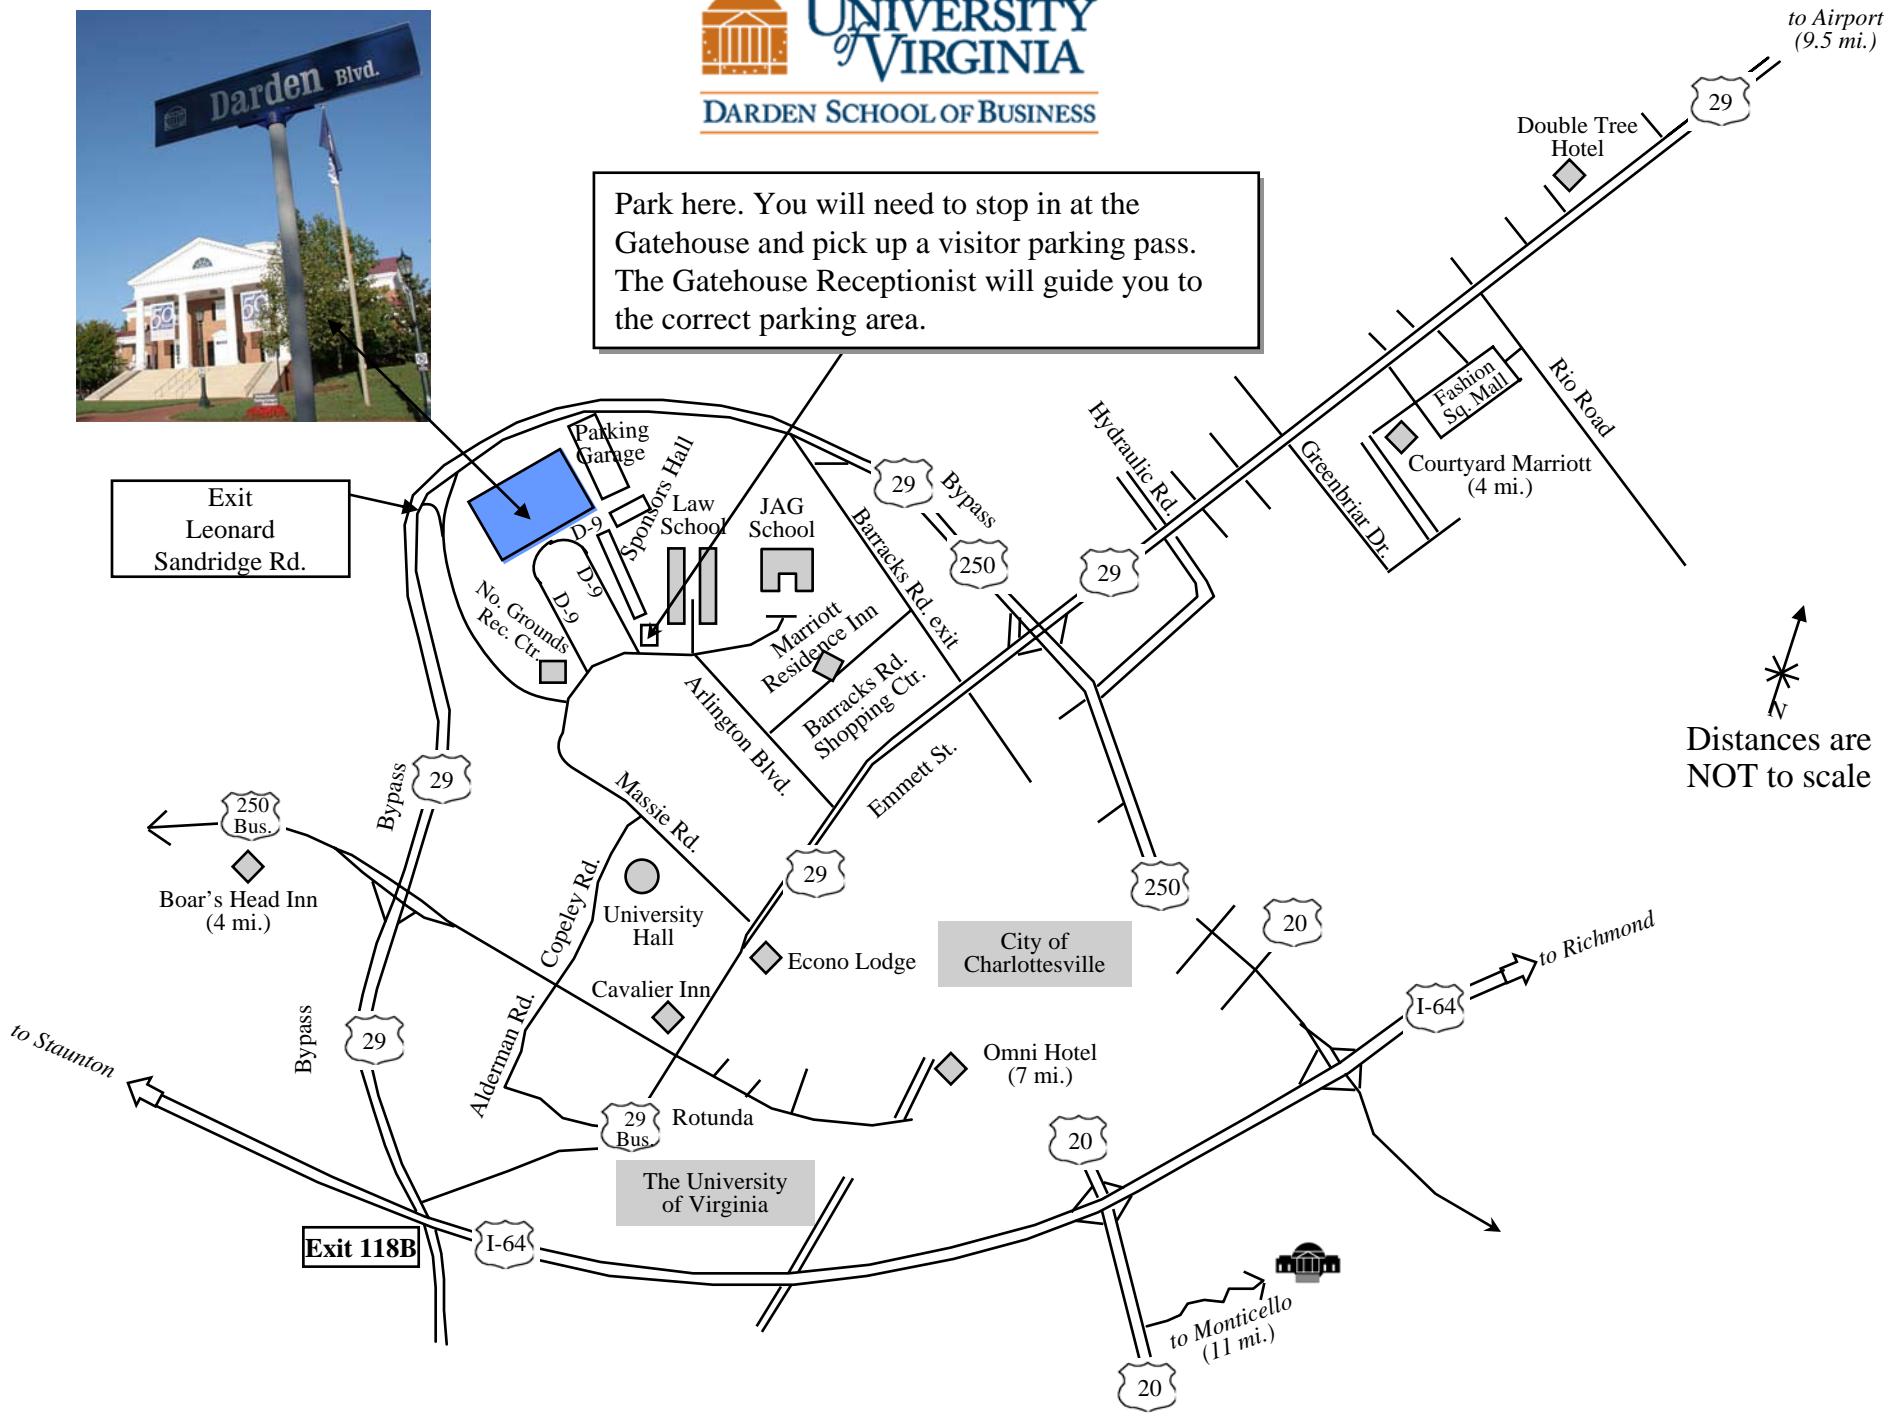 UNIVERSITY
of VIRGINIA
DARDEN SCHOOL OF BUSINESS
Darden Blvd.
50
50
to Airport
(9.5 mi.)
29
Double Tree
Hotel
Park here. You will need to stop in at the
Gatehouse and pick up a visitor parking pass.
The Gatehouse Receptionist will guide you to
the correct parking area.
Exit
Leonard
Sandridge Rd.
Parking
Garage
Sponsors Hall
Law
School
JAG
School
D-9
D-9
D-9
No. Grounds
Rec. Ctr.
29
Bypass
250
Barracks Rd. exit
Hydraulic Rd.
29
Greenbriar Dr.
Fashion
Sq. Mall
Rio Road
Courtyard Marriott
(4 mi.)
Marriott
Residence Inn
Barracks Rd.
Shopping Ctr.
Arlington Blvd.
Emmett St.
N
Distances are
NOT to scale
29
Bypass
250
Bus.
Boar's Head Inn
(4 mi.)
Massie Rd.
Copeley Rd.
University
Hall
29
250
20
Econo Lodge
City of
Charlottesville
Cavalier Inn
to Richmond
I-64
to Staunton
Bypass
29
Alderman Rd.
29
Bus.
Rotunda
Omni Hotel
(7 mi.)
20
The University
of Virginia
Exit 118B
I-64
to Monticello
(11 mi.)
20